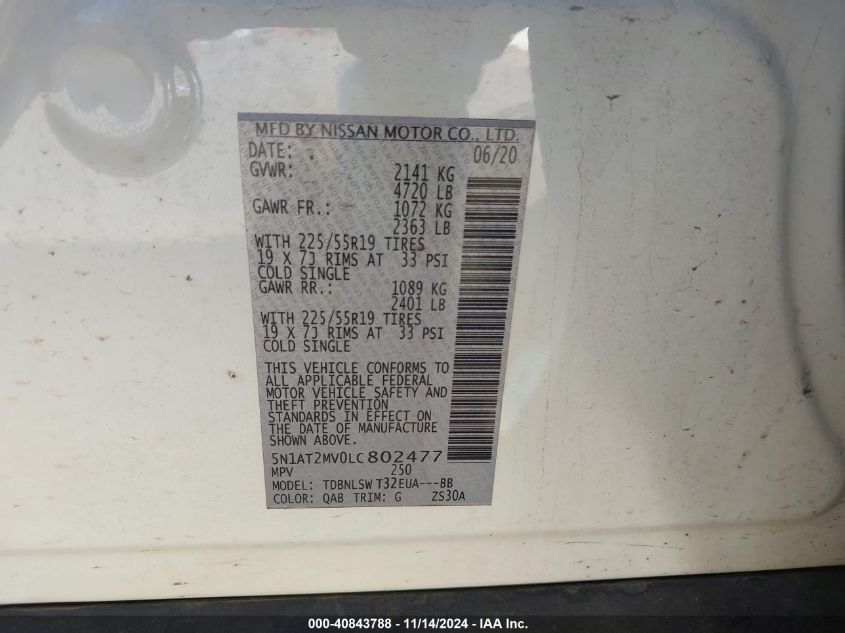 MFD BY NISSAN MOTOR CO., LTD.
DATE: 06/20
GVWR: 2141 KG
4720 LB
GAWR FR.: 1072 KG
2363 LB
WITH 225/55R19 TIRES
19 X 7J RIMS AT 33 PSI
COLD SINGLE
GAWR RR.: 1089 KG
2401 LB
WITH 225/55R19 TIRES
19 X 7J RIMS AT 33 PSI
COLD SINGLE
THIS VEHICLE CONFORMS TO
ALL APPLICABLE FEDERAL
MOTOR VEHICLE SAFETY AND
THEFT PREVENTION
STANDARDS IN EFFECT ON
THE DATE OF MANUFACTURE
SHOWN ABOVE.
5N1AT2MV0LC802477
MPV 250
MODEL: TDBNLSW T32EUA---BB
COLOR: QAB TRIM: G ZS30A
000-40843788 - 11/14/2024 - IAA Inc.